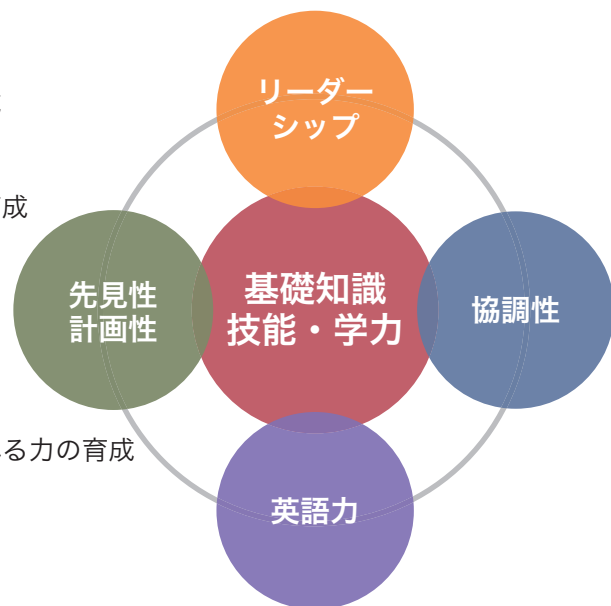 リーダー
シップ
成
先見性
計画性
基礎知識
技能・学力
協調性
る力の育成
英語力